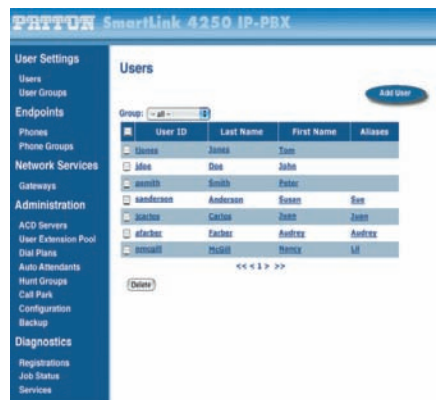 PATTON SmartLink 4250 IP-PBX
User Settings
Users
User Groups
Endpoints
Phones
Phone Groups
Network Services
Gateways
Administration
ACD Servers
User Extension Pool
Dial Plans
Auto Attendants
Hunt Groups
Call Park
Configuration
Backup
Diagnostics
Registrations
Job Status
Services
Users
Add User
Group: - all -
User ID Last Name First Name Aliases
tjones Jones Tom
jdoe Doe John
psmith Smith Peter
sanderson Anderson Susan Sue
jcarlos Carlos Juan Juan
afarber Farber Audrey Audrey
nmcgill McGill Nancy Lil
<< < 1 > >>
Delete